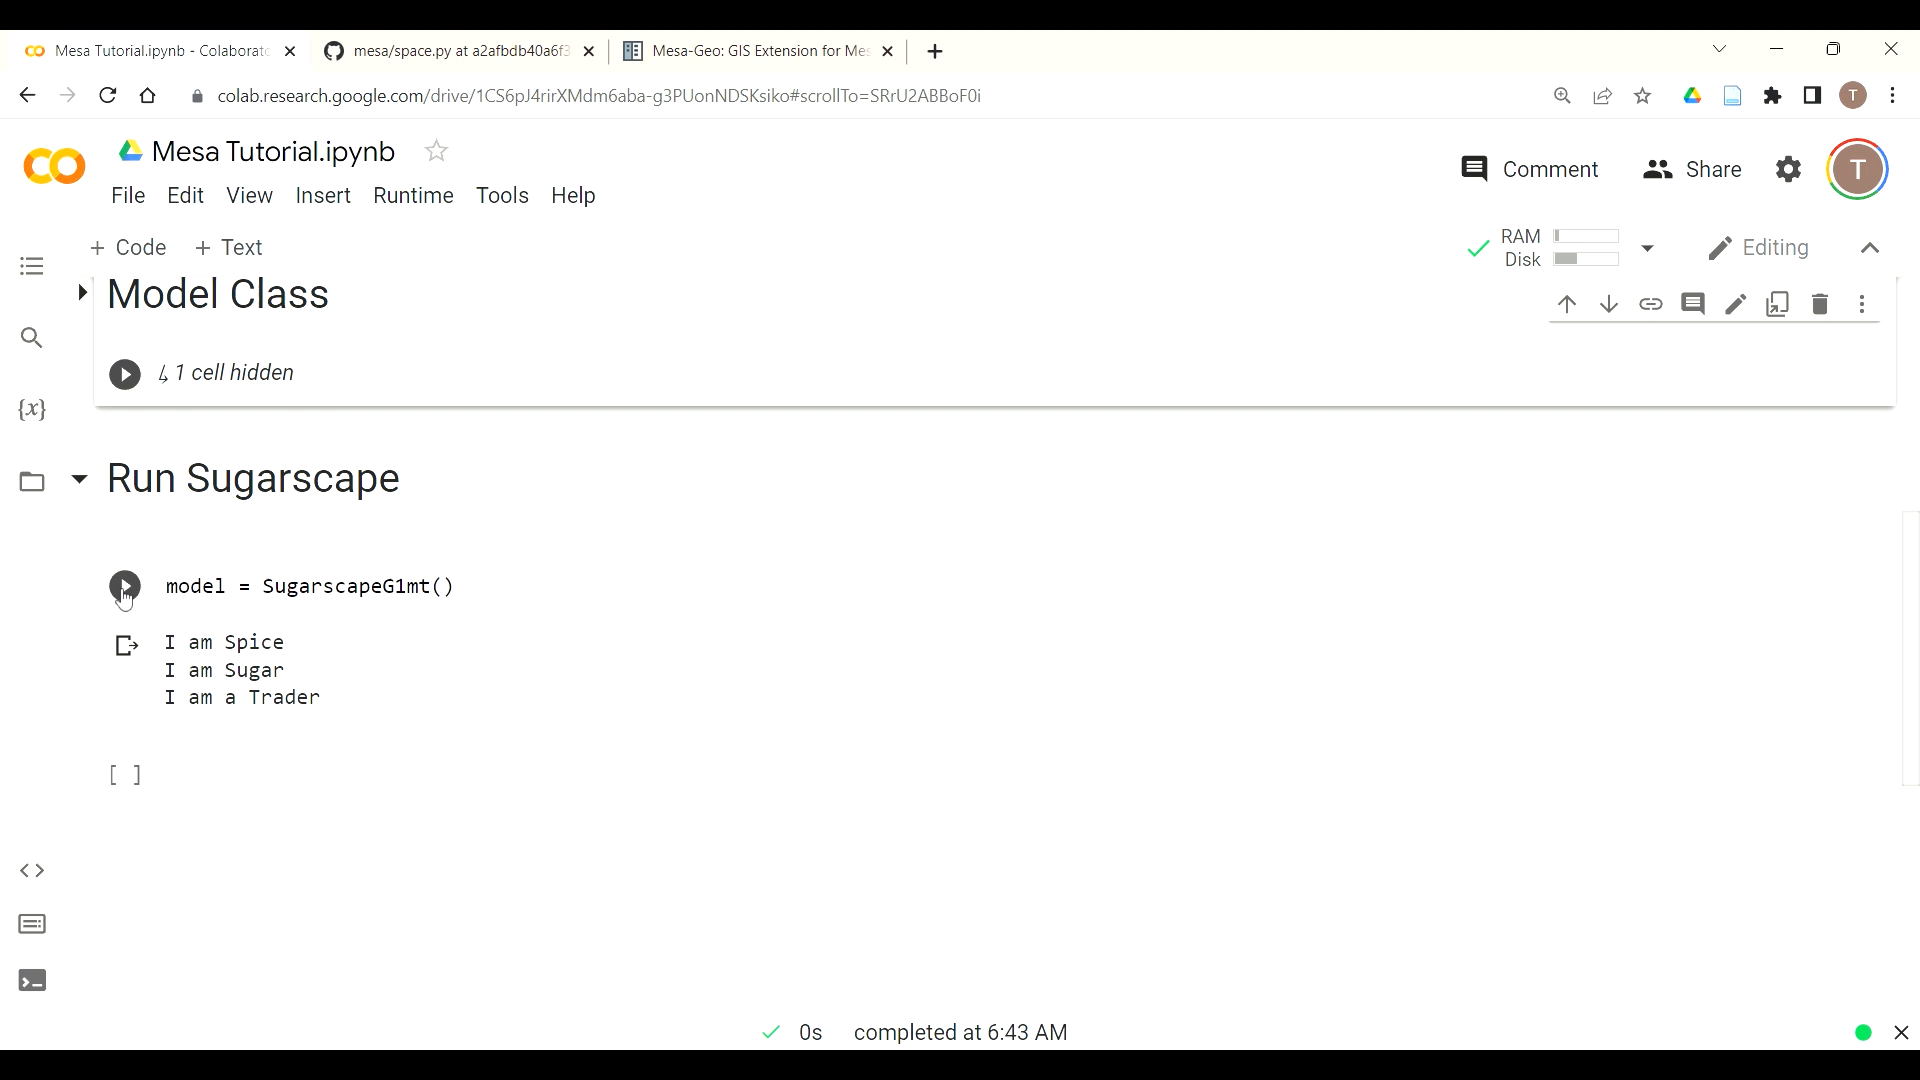 Mesa Tutorial.ipynb - Colaborato
mesa/space.py at a2afbdb40a6f3
Mesa-Geo: GIS Extension for Mes
colab.research.google.com/drive/1CS6pJ4rirXMdm6aba-g3PUonNDSKsiko#scrollTo=SRrU2ABBoF0i
T
Mesa Tutorial.ipynb
File Edit View Insert Runtime Tools Help
Comment
Share
T
+ Code + Text
RAM
Disk
Editing
Model Class
1 cell hidden
{x}
Run Sugarscape
model = SugarscapeG1mt()
I am Spice
I am Sugar
I am a Trader
[ ]
0s completed at 6:43 AM